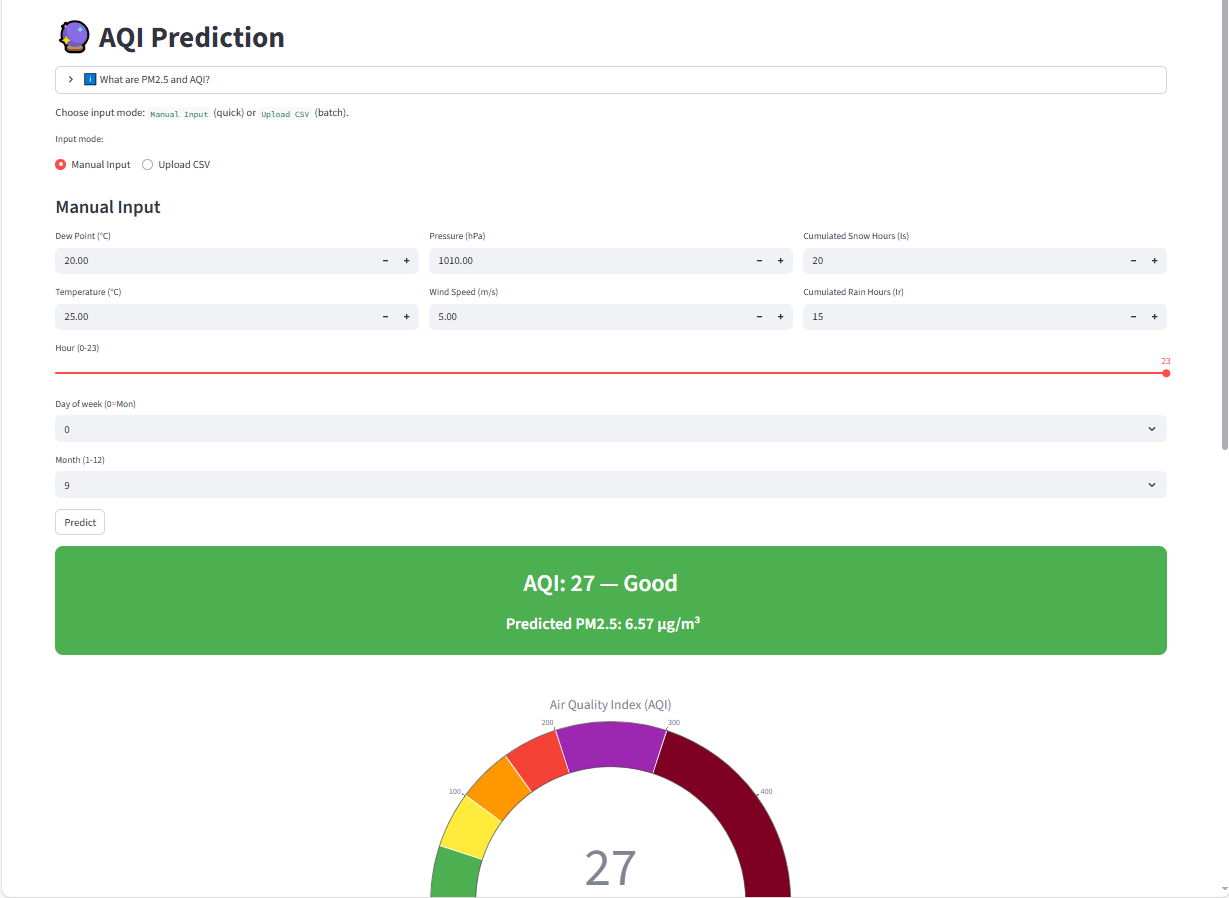 AQI Prediction
What are PM2.5 and AQI?
Choose input mode: Manual Input (quick) or Upload CSV (batch).
Input mode:
Manual Input Upload CSV
Manual Input
Dew Point (°C) Pressure (hPa) Cumulated Snow Hours (Is)
20.00 − + 1010.00 − + 20 − +
Temperature (°C) Wind Speed (m/s) Cumulated Rain Hours (Ir)
25.00 − + 5.00 − + 15 − +
Hour (0-23)
23
Day of week (0=Mon)
0
Month (1-12)
9
Predict
AQI: 27 — Good
Predicted PM2.5: 6.57 µg/m³
Air Quality Index (AQI)
200 300
100 400
27